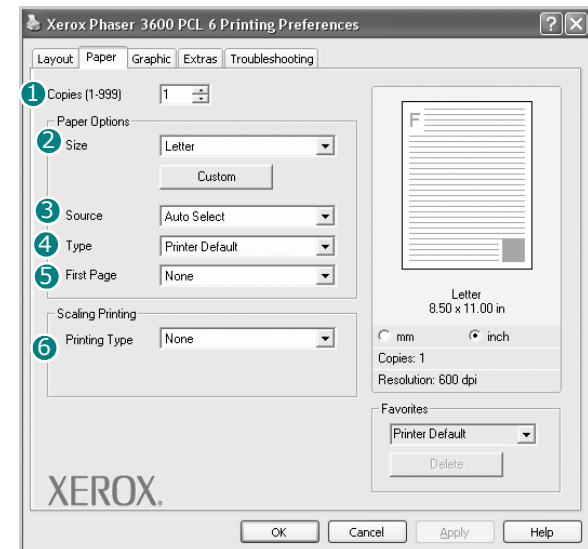 Xerox Phaser 3600 PCL 6 Printing Preferences
Layout Paper Graphic Extras Troubleshooting
1 Copies (1-999) 1
Paper Options
2 Size Letter
Custom
3 Source Auto Select
4 Type Printer Default
5 First Page None
Scaling Printing
6 Printing Type None
F
Letter
8.50 x 11.00 in
mm inch
Copies: 1
Resolution: 600 dpi
Favorites
Printer Default
Delete
XEROX.
OK Cancel Apply Help